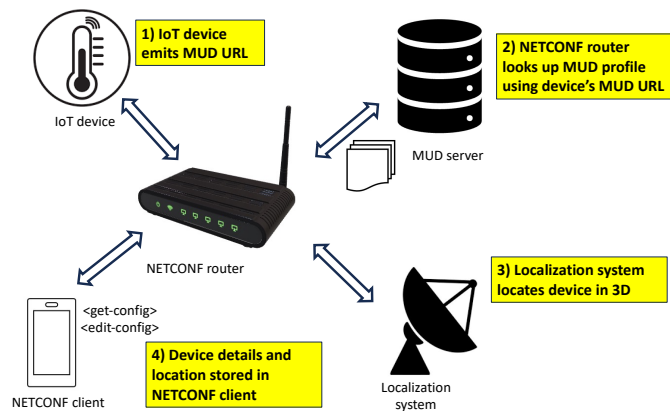 1) IoT device
emits MUD URL
IoT device
2) NETCONF router
looks up MUD profile
using device's MUD URL
MUD server
NETCONF router
3) Localization system
locates device in 3D
Localization
system
<get-config>
<edit-config>
4) Device details and
location stored in
NETCONF client
NETCONF client